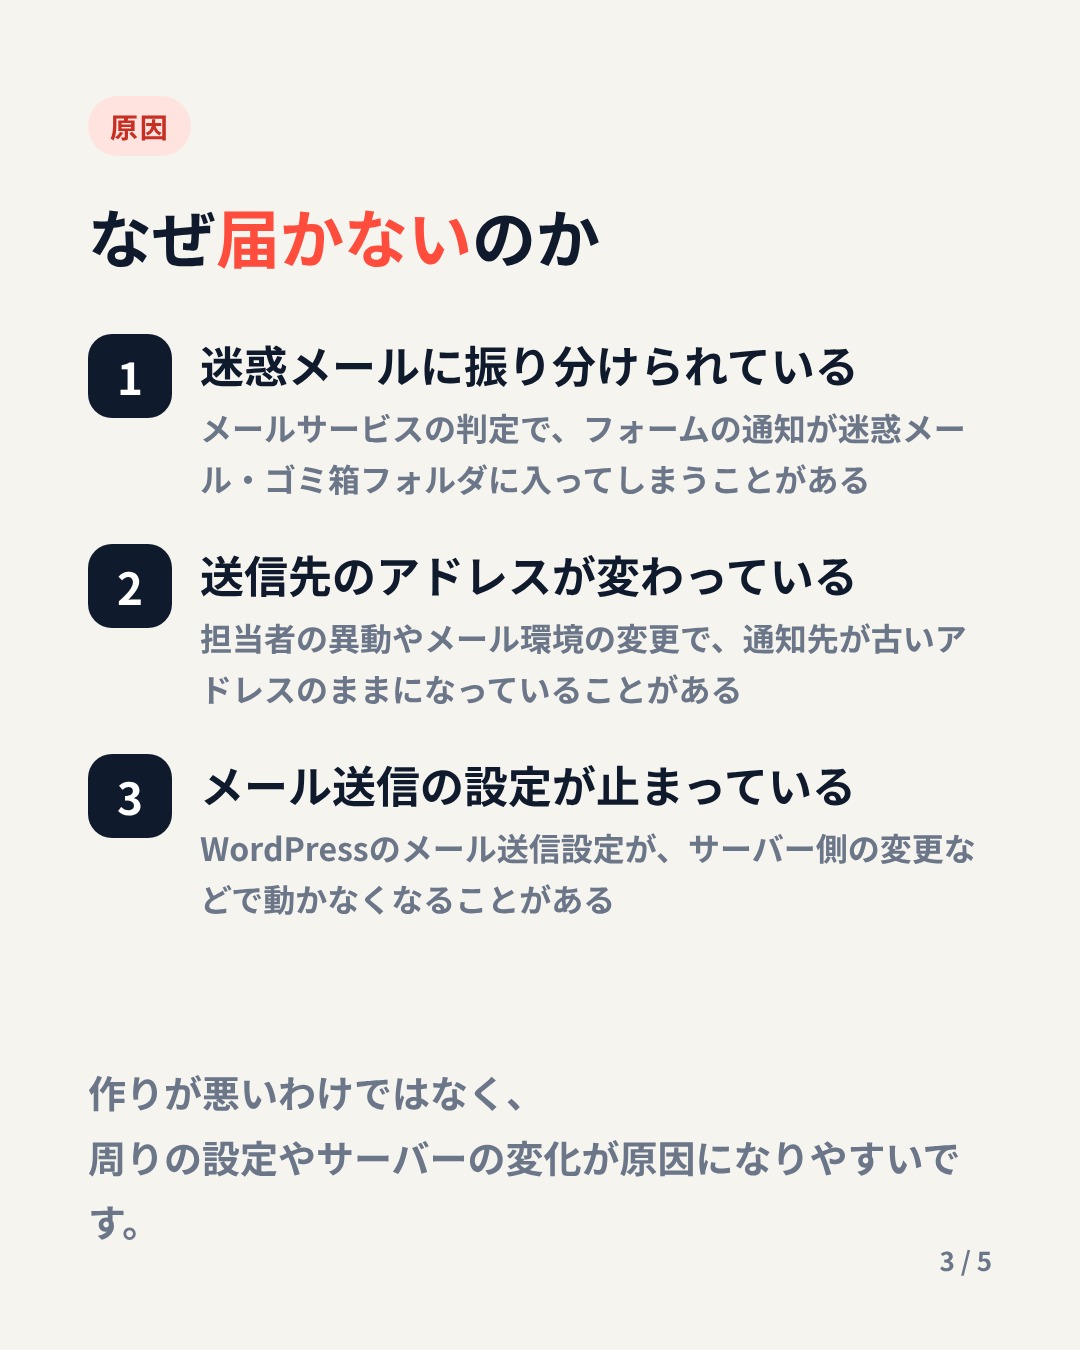 原因
なぜ届かないのか
1
迷惑メールに振り分けられている
メールサービスの判定で、フォームの通知が迷惑メー
ル・ゴミ箱フォルダに入ってしまうことがある
2
送信先のアドレスが変わっている
担当者の異動やメール環境の変更で、通知先が古いア
ドレスのままになっていることがある
3
メール送信の設定が止まっている
WordPressのメール送信設定が、サーバー側の変更な
どで動かなくなることがある
作りが悪いわけではなく、
周りの設定やサーバーの変化が原因になりやすいで
す。
3 / 5